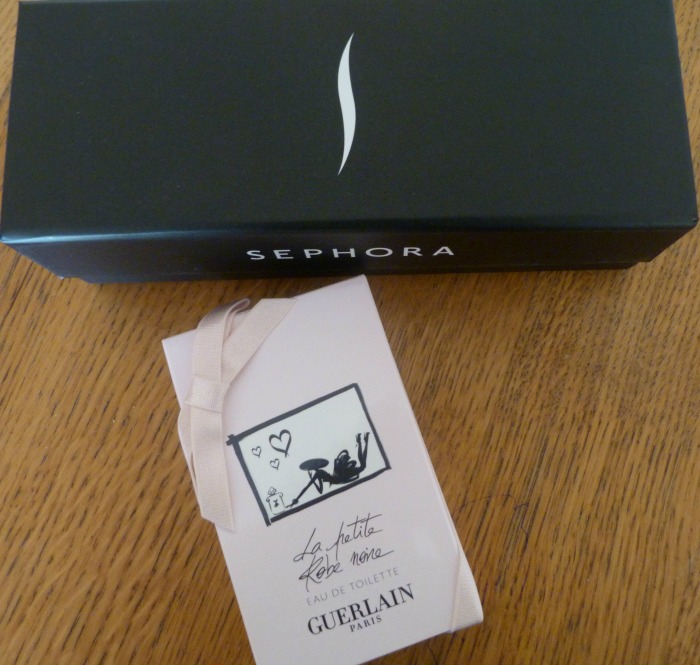 SEPHORA
La petite
Robe noire
EAU DE TOILETTE
GUERLAIN
PARIS